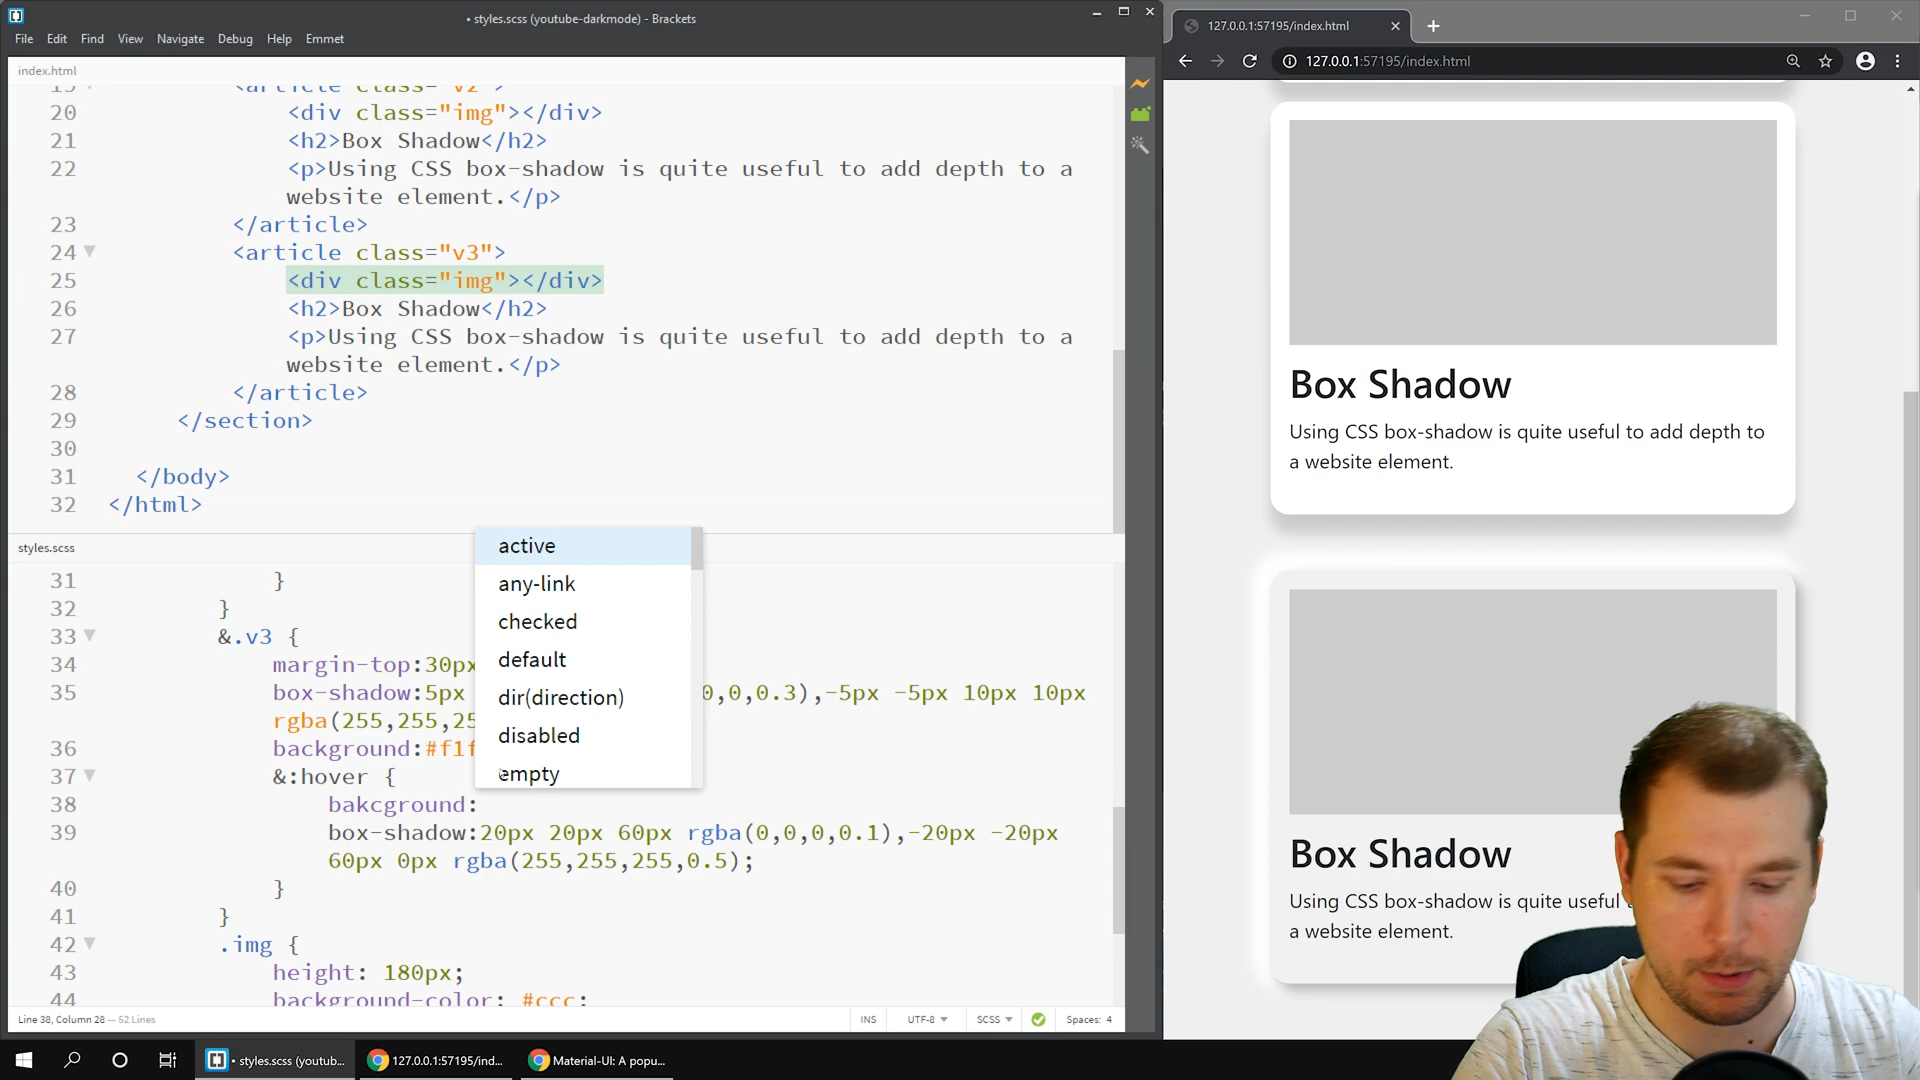 • styles.scss (youtube-darkmode) - Brackets
File Edit Find View Navigate Debug Help Emmet
index.html
19 <article class="v2">
20 <div class="img"></div>
21 <h2>Box Shadow</h2>
22 <p>Using CSS box-shadow is quite useful to add depth to a
website element.</p>
23 </article>
24 <article class="v3">
25 <div class="img"></div>
26 <h2>Box Shadow</h2>
27 <p>Using CSS box-shadow is quite useful to add depth to a
website element.</p>
28 </article>
29 </section>
30
31 </body>
32 </html>
styles.scss
31 }
32 }
33 &.v3 {
34 margin-top:30px
35 box-shadow:5px 0,0,0.3),-5px -5px 10px 10px
rgba(255,255,25
36 background:#f1f
37 &:hover {
38 bakcground:
39 box-shadow:20px 20px 60px rgba(0,0,0,0.1),-20px -20px
60px 0px rgba(255,255,255,0.5);
40 }
41 }
42 .img {
43 height: 180px;
44 background-color: #ccc;
active
any-link
checked
default
dir(direction)
disabled
empty
Line 38, Column 28 — 52 Lines
INS UTF-8 SCSS Spaces: 4
• styles.scss (youtub...
127.0.0.1:57195/ind...
Material-UI: A popu...
127.0.0.1:57195/index.html
127.0.0.1:57195/index.html
Box Shadow
Using CSS box-shadow is quite useful to add depth to
a website element.
Box Shadow
Using CSS box-shadow is quite useful
a website element.